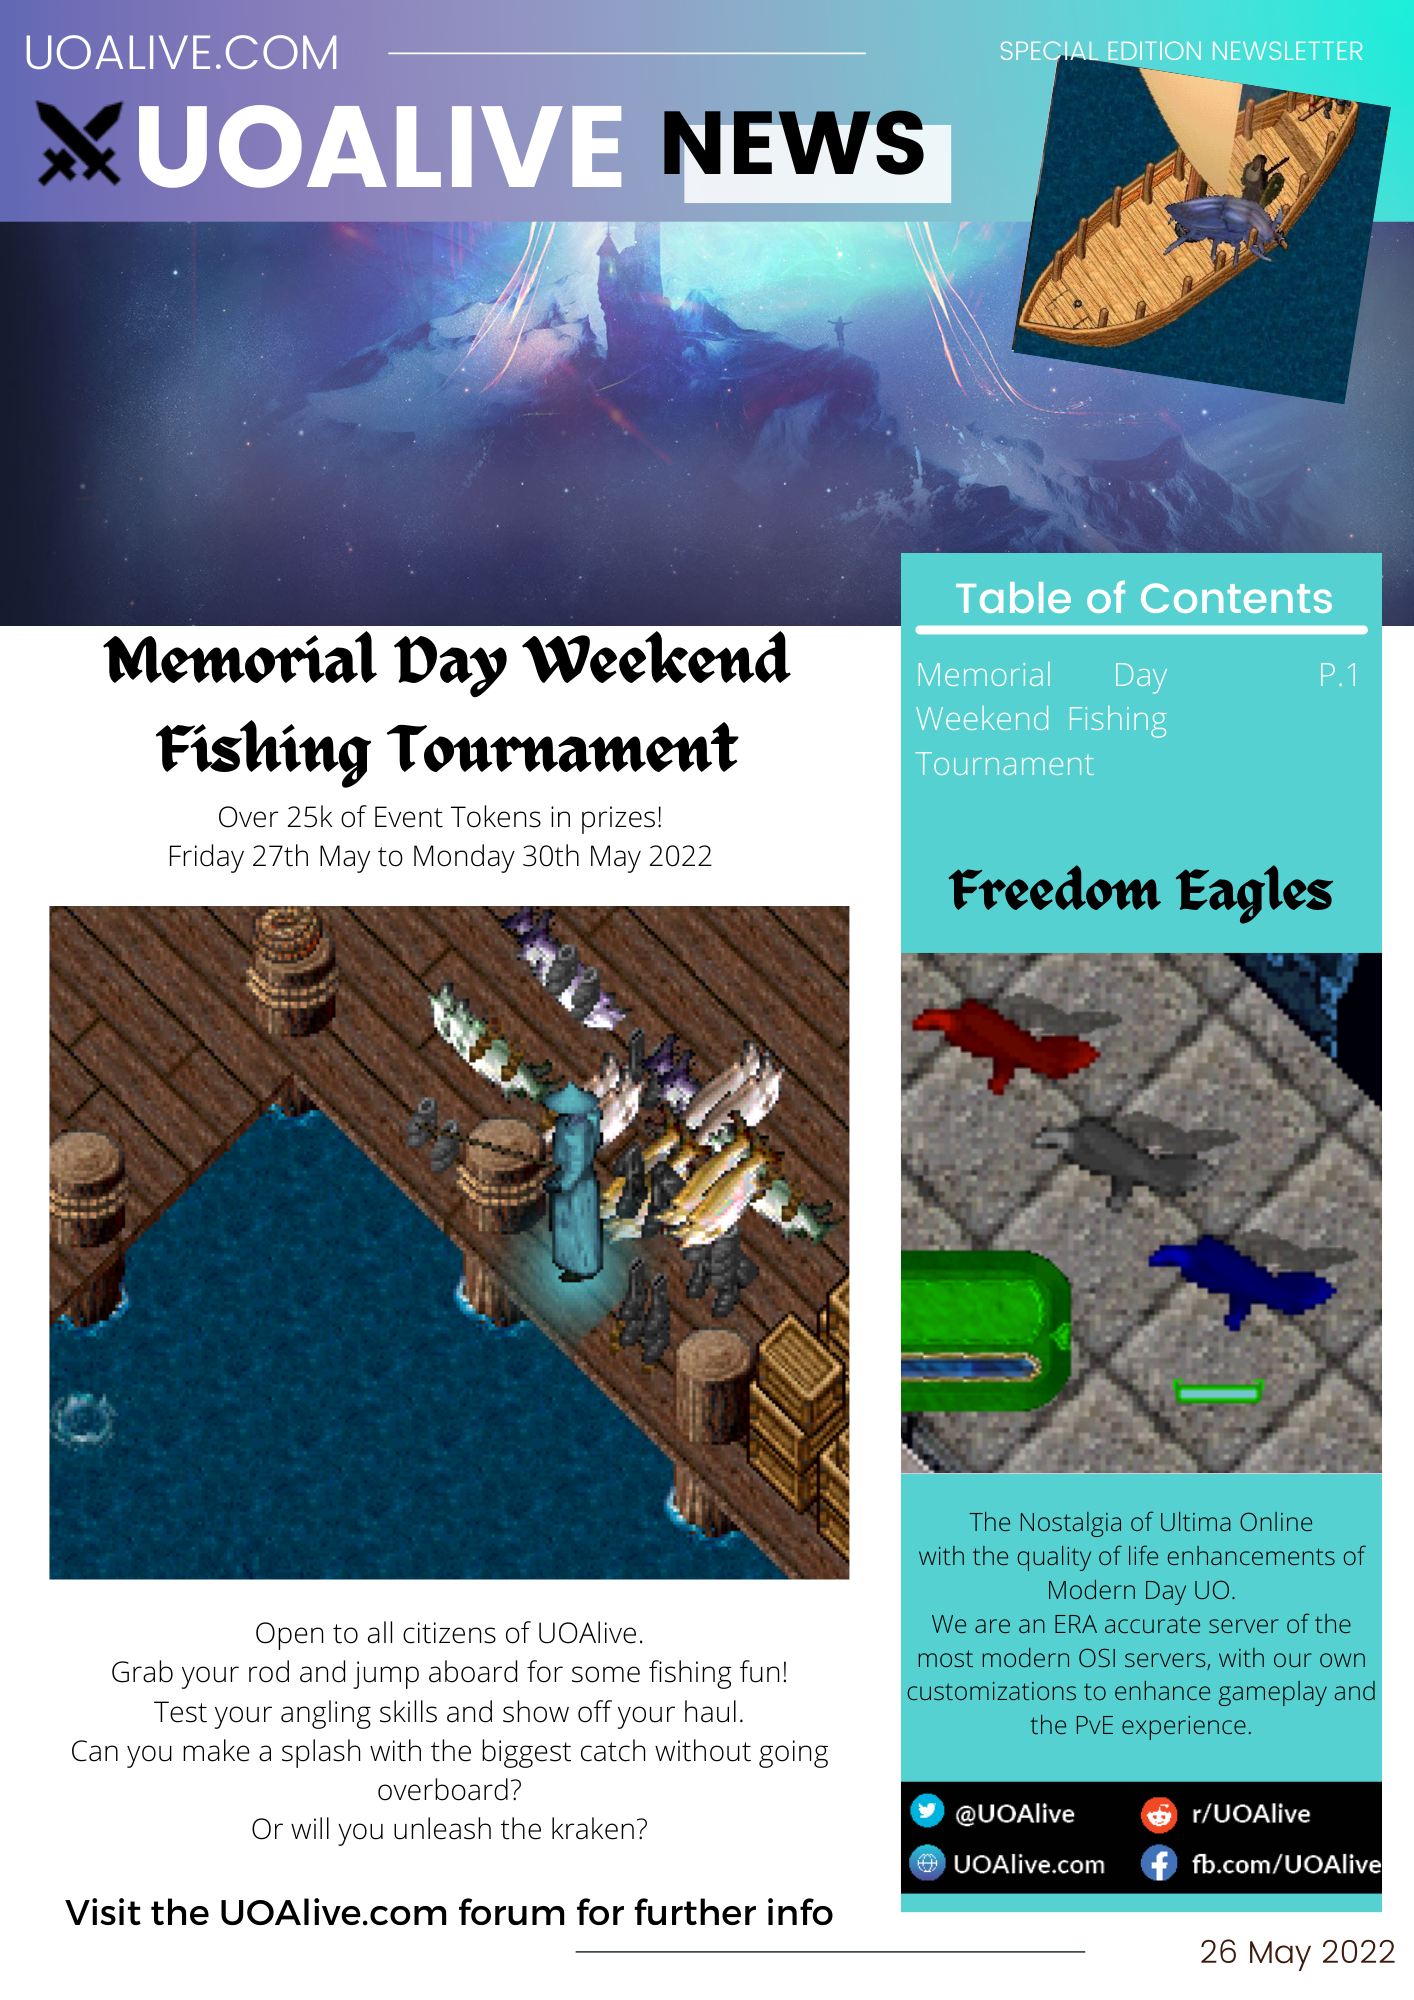 UOALIVE.COM
SPECIAL EDITION NEWSLETTER
UOALIVE NEWS
Memorial Day Weekend
Fishing Tournament
Over 25k of Event Tokens in prizes!
Friday 27th May to Monday 30th May 2022
Open to all citizens of UOAlive.
Grab your rod and jump aboard for some fishing fun!
Test your angling skills and show off your haul.
Can you make a splash with the biggest catch without going
overboard?
Or will you unleash the kraken?
Visit the UOAlive.com forum for further info
Table of Contents
Memorial Day P.1
Weekend Fishing
Tournament
Freedom Eagles
The Nostalgia of Ultima Online
with the quality of life enhancements of
Modern Day UO.
We are an ERA accurate server of the
most modern OSI servers, with our own
customizations to enhance gameplay and
the PvE experience.
@UOAlive r/UOAlive
UOAlive.com fb.com/UOAlive
26 May 2022